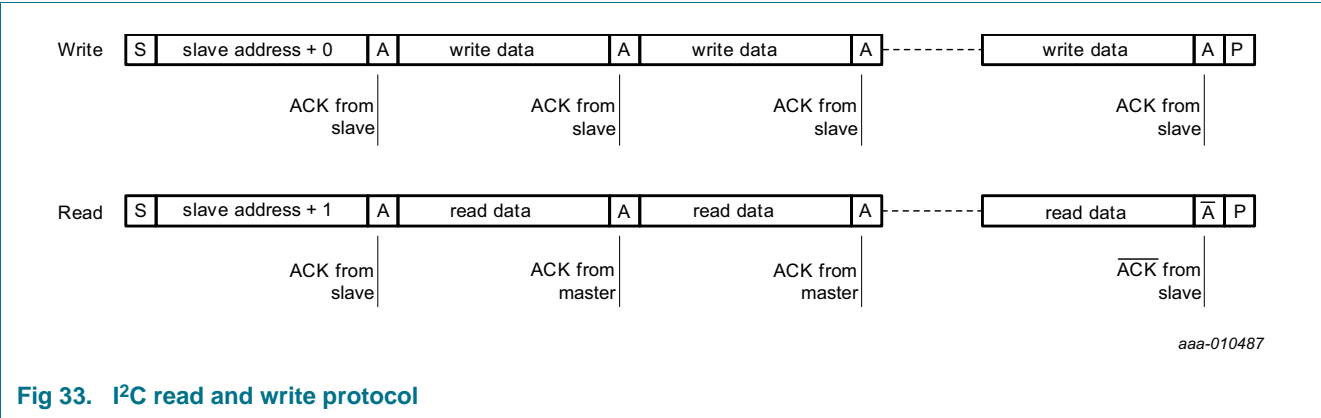 Write S slave address + 0 A write data A write data A write data A P
ACK from slave ACK from slave ACK from slave ACK from slave
Read S slave address + 1 A read data A read data A read data A̅ P
ACK from slave ACK from master ACK from master A̅C̅K̅ from slave
aaa-010487
Fig 33. I²C read and write protocol